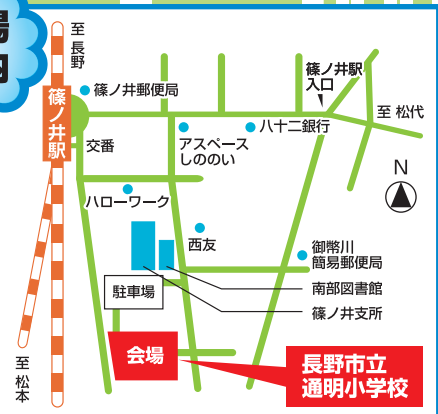 場
内
至
長
野
篠ノ井郵便局
篠ノ井駅
篠ノ井駅
入口
至 松代
交番
アスペース
しののい
八十二銀行
N
ハローワーク
西友
御幣川
簡易郵便局
南部図書館
篠ノ井支所
駐車場
会場
長野市立
通明小学校
至
松
本